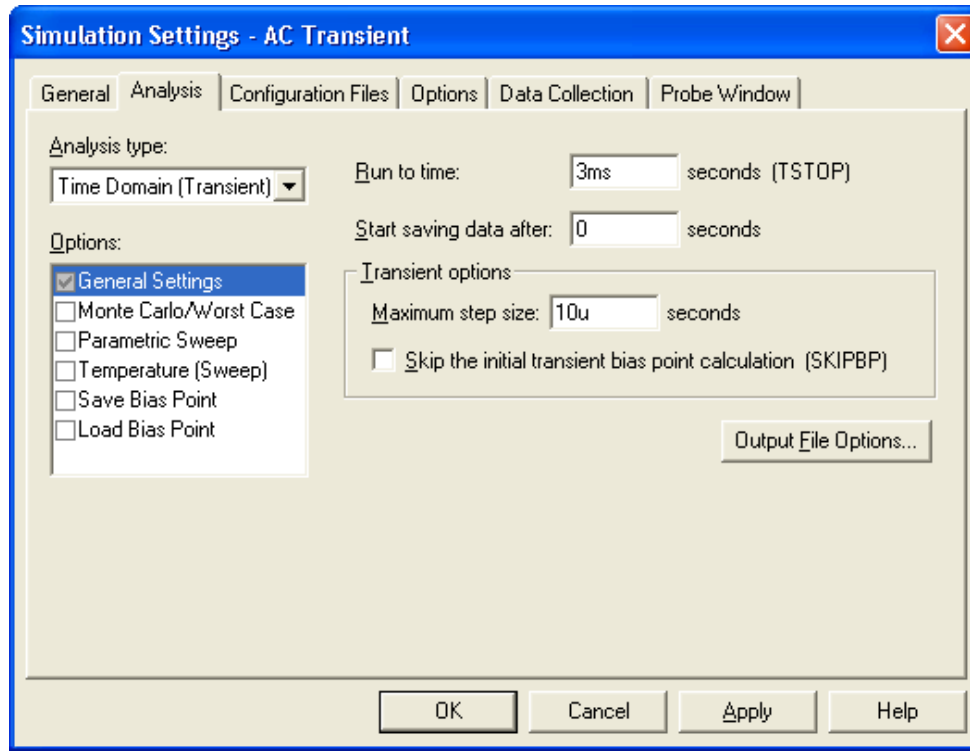 Simulation Settings - AC Transient
General Analysis Configuration Files Options Data Collection Probe Window
Analysis type:
Time Domain (Transient)
Options:
General Settings
Monte Carlo/Worst Case
Parametric Sweep
Temperature (Sweep)
Save Bias Point
Load Bias Point
Run to time: 3ms seconds (TSTOP)
Start saving data after: 0 seconds
Transient options
Maximum step size: 10u seconds
Skip the initial transient bias point calculation (SKIPBP)
Output File Options...
OK Cancel Apply Help